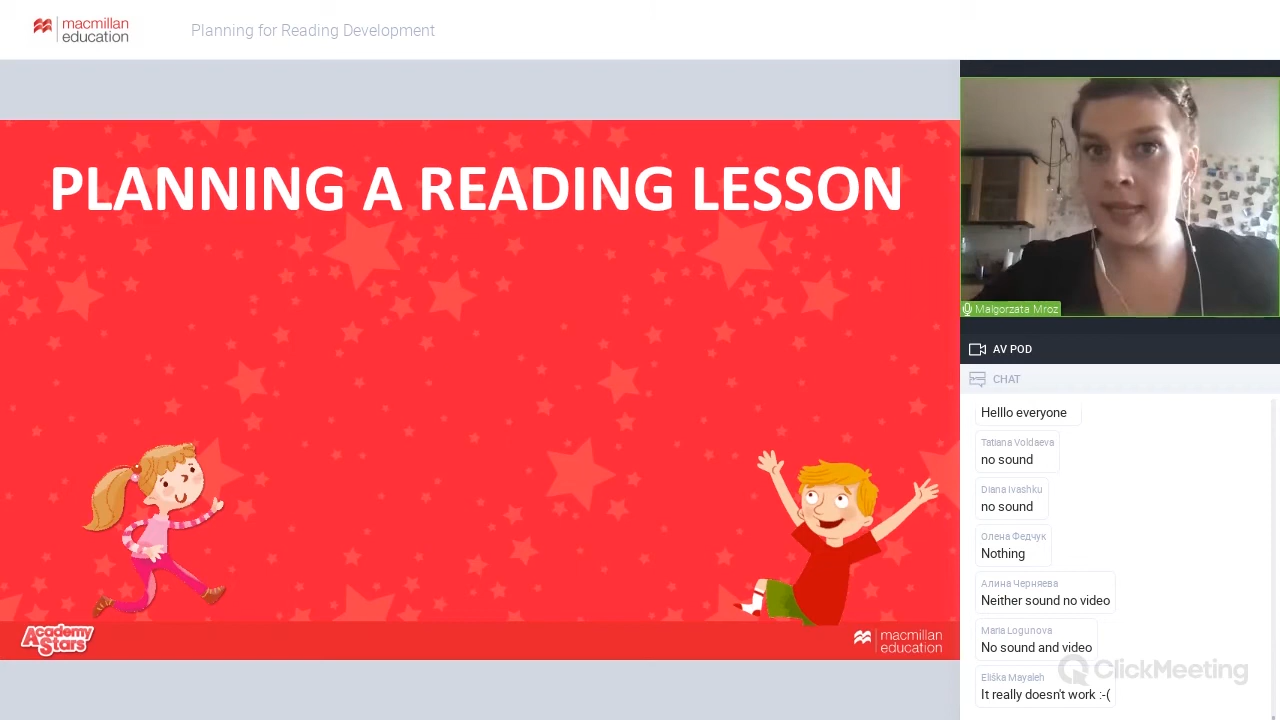 macmillan
education
Planning for Reading Development
PLANNING A READING LESSON
Academy
Stars
macmillan
education
Malgorzata Mroz
AV POD
CHAT
Helllo everyone
Tatiana Voldaeva
no sound
Diana Ivashku
no sound
Олена Федчук
Nothing
Алина Черняева
Neither sound no video
Maria Logunova
No sound and video
Eliška Mayaleh
It really doesn't work :-(
ClickMeeting